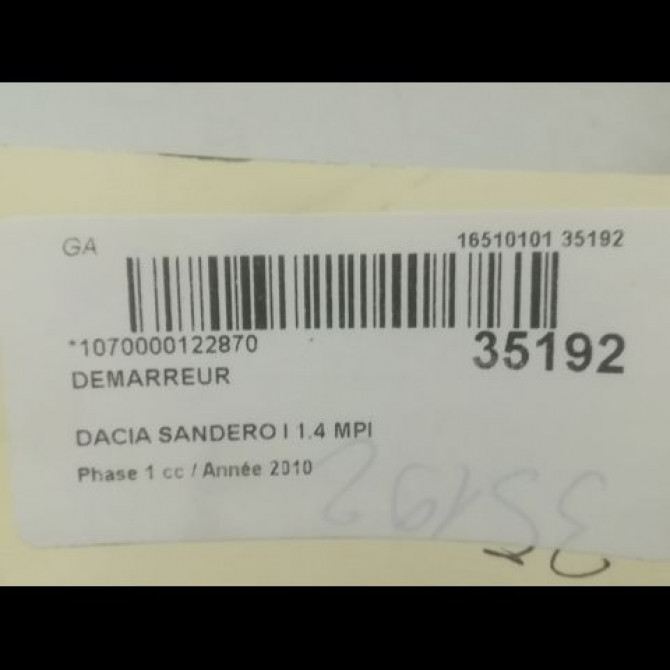 GA
16510101 35192
*1070000122870
35192
DEMARREUR
DACIA SANDERO I 1.4 MPI
Phase 1 cc / Année 2010
35192